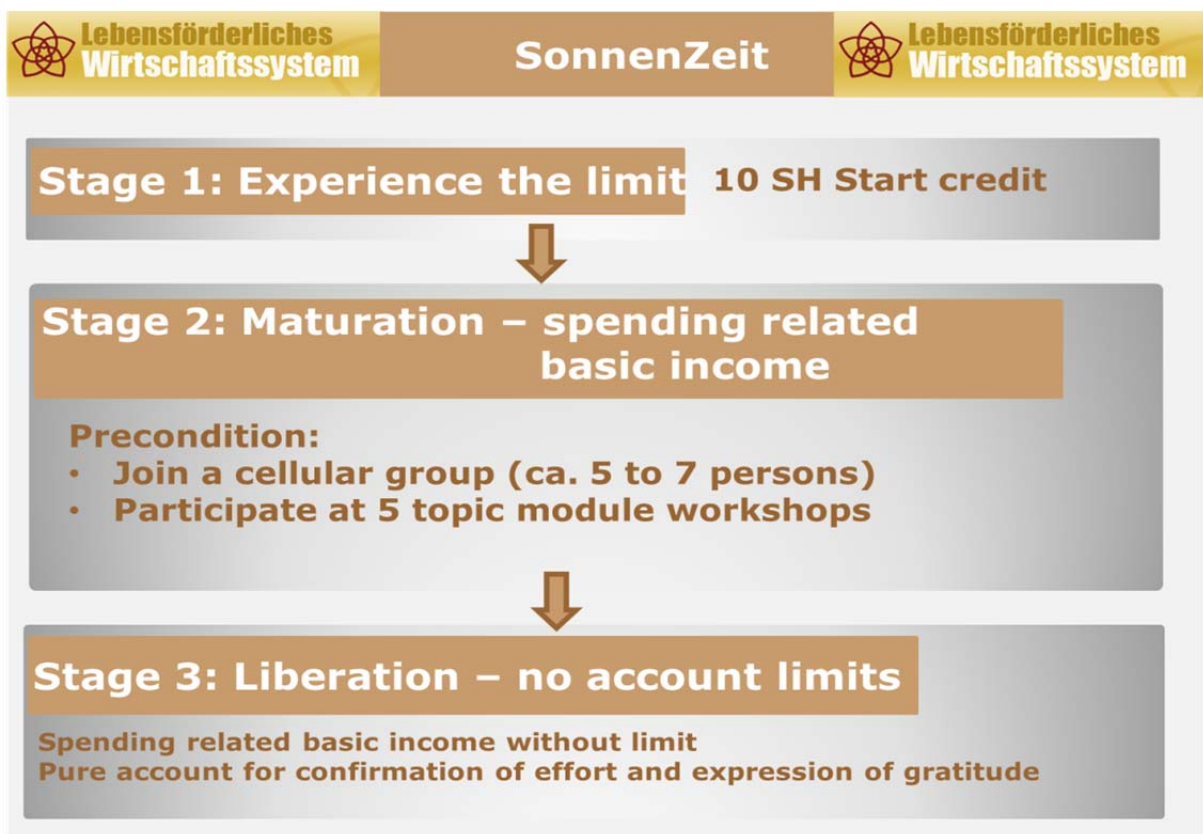 Lebensförderliches
Wirtschaftssystem
SonnenZeit
Lebensförderliches
Wirtschaftssystem
Stage 1: Experience the limit 10 SH Start credit
Stage 2: Maturation – spending related
basic income
Precondition:
• Join a cellular group (ca. 5 to 7 persons)
• Participate at 5 topic module workshops
Stage 3: Liberation – no account limits
Spending related basic income without limit
Pure account for confirmation of effort and expression of gratitude